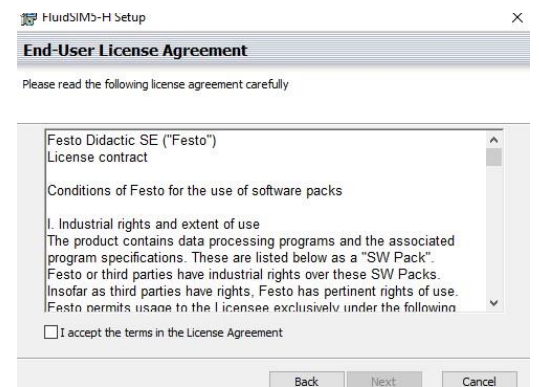 FluidSIM5-H Setup
End-User License Agreement
Please read the following license agreement carefully
Festo Didactic SE ("Festo")
License contract
Conditions of Festo for the use of software packs
I. Industrial rights and extent of use
The product contains data processing programs and the associated
program specifications. These are listed below as a "SW Pack".
Festo or third parties have industrial rights over these SW Packs.
Insofar as third parties have rights, Festo has pertinent rights of use.
Festo permits usage to the Licensee exclusively under the following
I accept the terms in the License Agreement
Back Next Cancel